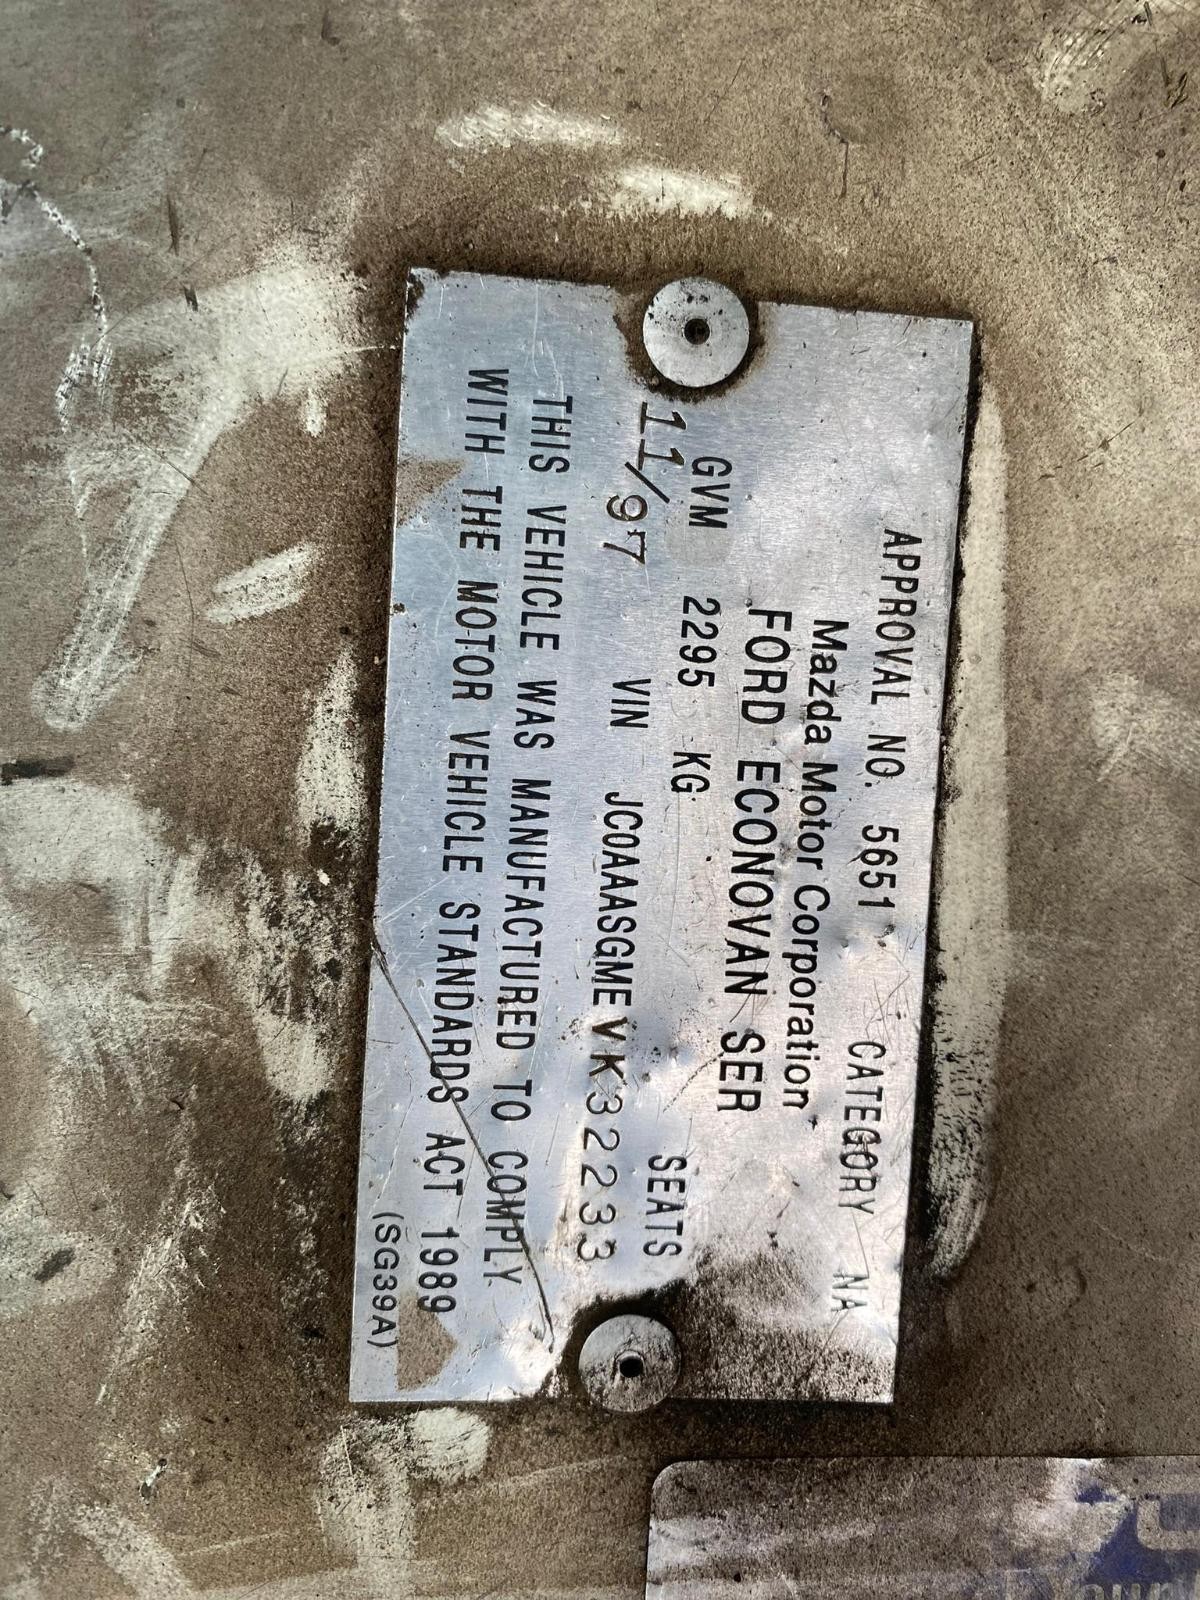 APPROVAL NO. 5651 CATEGORY NA
Mazda Motor Corporation
FORD ECONOVAN SER
GVM 2295 KG SEATS
11/97 VIN JC0AAASGMEVK32233
THIS VEHICLE WAS MANUFACTURED TO COMPLY
WITH THE MOTOR VEHICLE STANDARDS ACT 1989
(SG39A)